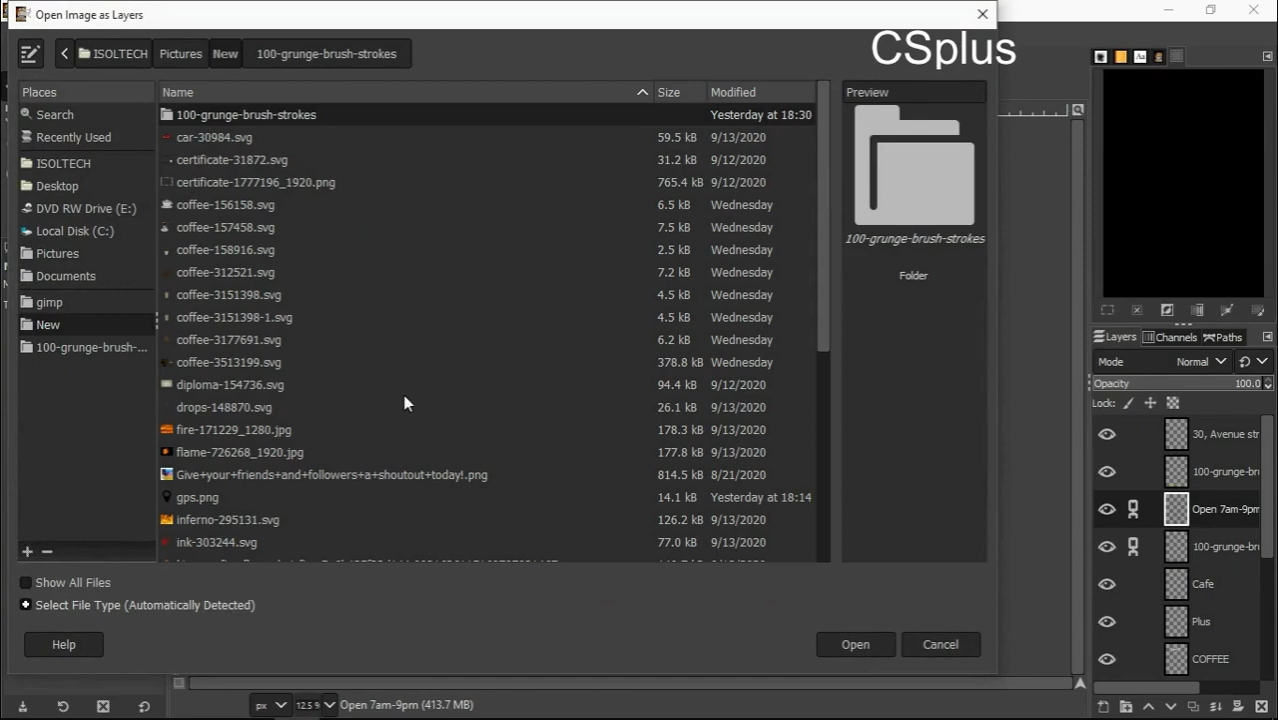 Open Image as Layers
CSplus
ISOLTECH Pictures New 100-grunge-brush-strokes
Places Name Size Modified Preview
Search 100-grunge-brush-strokes Yesterday at 18:30
Recently Used car-30984.svg 59.5 kB 9/13/2020
certificate-31872.svg 31.2 kB 9/12/2020
ISOLTECH
certificate-1777196_1920.png 765.4 kB 9/12/2020
Desktop
coffee-156158.svg 6.5 kB Wednesday
DVD RW Drive (E:)
coffee-157458.svg 7.5 kB Wednesday
Local Disk (C:)
100-grunge-brush-strokes
coffee-158916.svg 2.5 kB Wednesday
Pictures
coffee-312521.svg 7.2 kB Wednesday
Documents Folder
coffee-3151398.svg 4.5 kB Wednesday
gimp
coffee-3151398-1.svg 4.5 kB Wednesday
New
coffee-3177691.svg 6.2 kB Wednesday
100-grunge-brush-...
coffee-3513199.svg 378.8 kB Wednesday
diploma-154736.svg 94.4 kB 9/12/2020
drops-148870.svg 26.1 kB 9/13/2020
fire-171229_1280.jpg 178.3 kB 9/13/2020
flame-726268_1920.jpg 177.8 kB 9/13/2020
Give+your+friends+and+followers+a+shoutout+today!.png 814.5 kB 8/21/2020
gps.png 14.1 kB Yesterday at 18:14
inferno-295131.svg 126.2 kB 9/13/2020
ink-303244.svg 77.0 kB 9/13/2020
Show All Files
Select File Type (Automatically Detected)
Help Open Cancel
Layers Channels Paths
Mode Normal
Opacity 100.0
Lock:
30, Avenue str
100-grunge-bru
Open 7am-9pm
100-grunge-bru
Cafe
Plus
COFFEE
px 12.5 % Open 7am-9pm (413.7 MB)